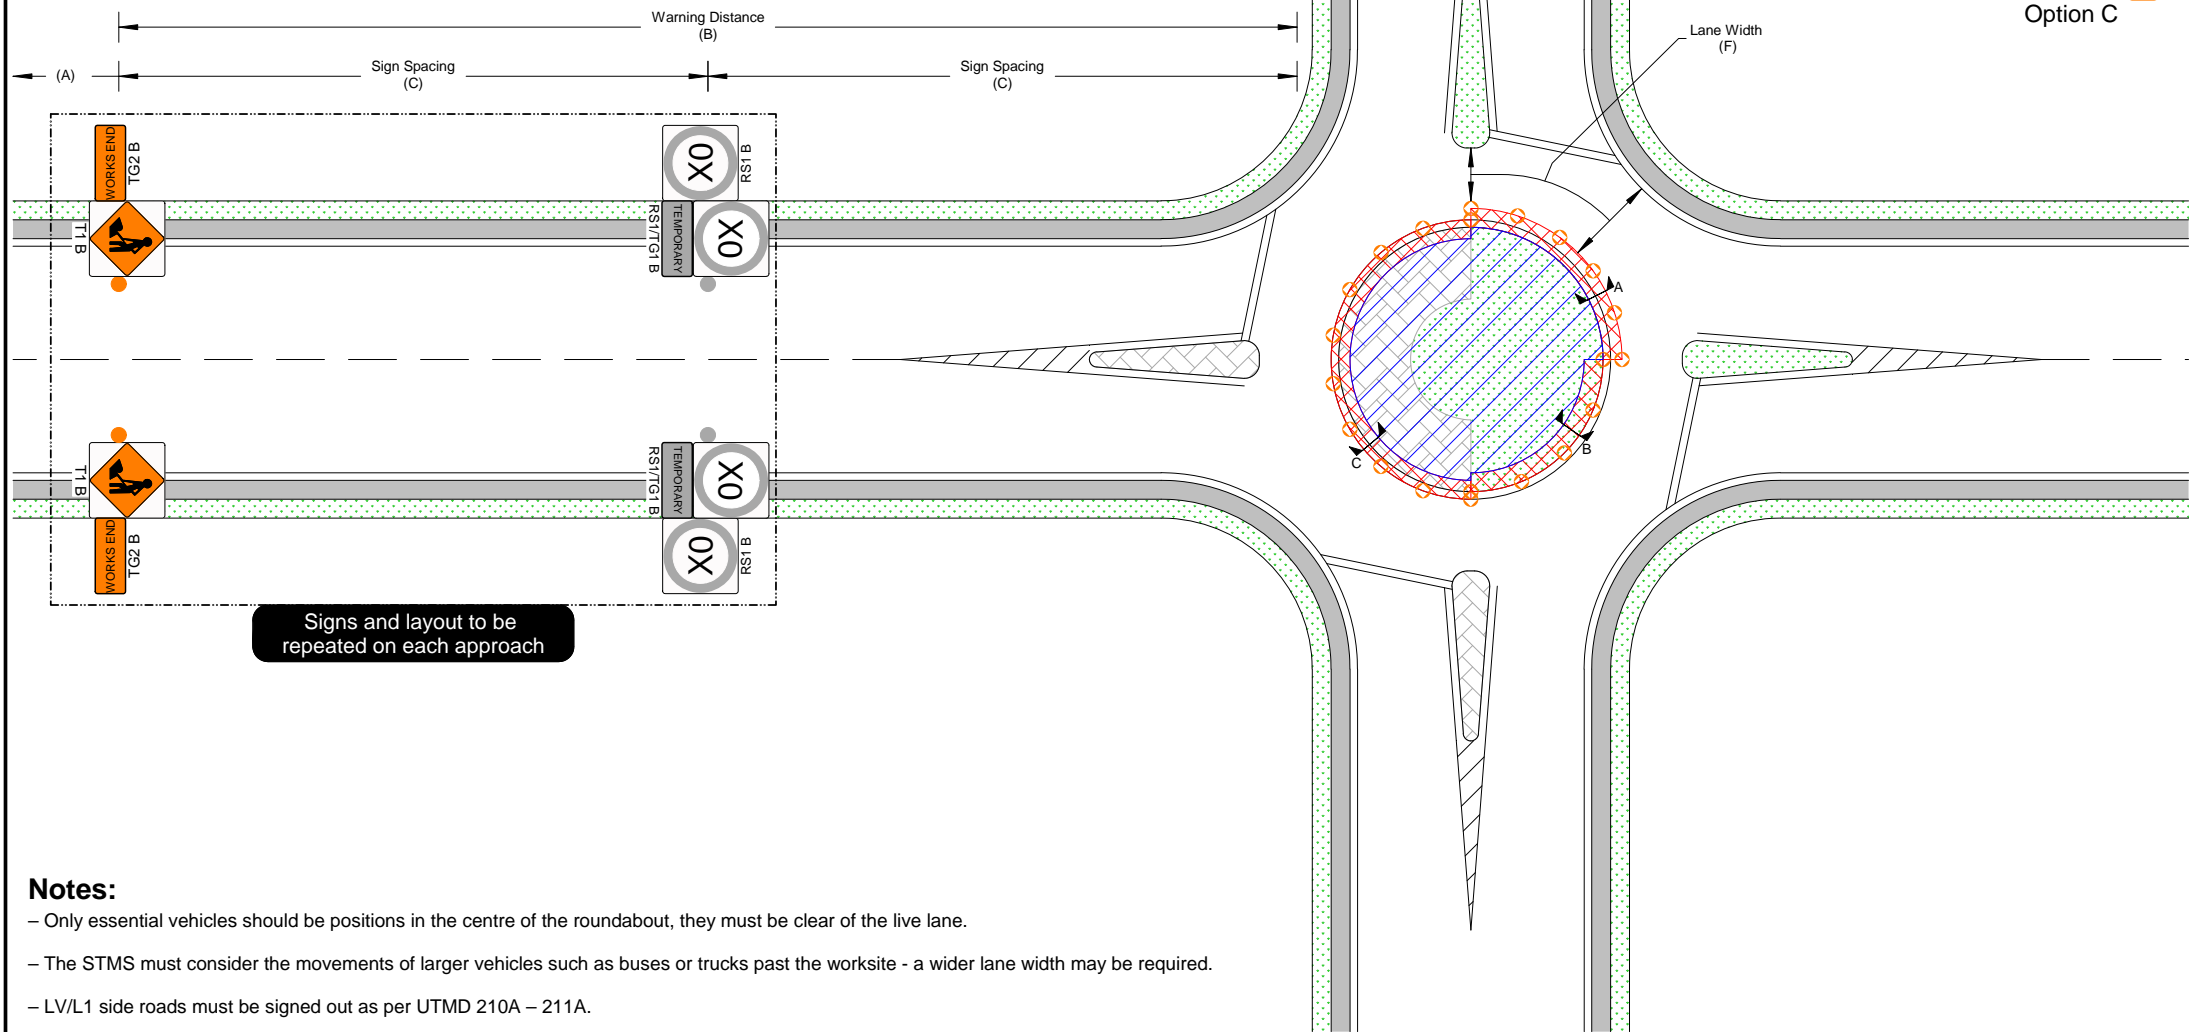 Warning Distance
(B)
(A)
Sign Spacing
(C)
Sign Spacing
(C)
Lane Width
(F)
Option C
WORKS END
TG2 B
T1 B
X0
RS1 B
TEMPORARY
RS1/TG1 B
X0
A
B
C
T1 B
WORKS END
TG2 B
TEMPORARY
RS1/TG1 B
X0
X0
RS1 B
Signs and layout to be
repeated on each approach
Notes:
– Only essential vehicles should be positions in the centre of the roundabout, they must be clear of the live lane.
– The STMS must consider the movements of larger vehicles such as buses or trucks past the worksite - a wider lane width may be required.
– LV/L1 side roads must be signed out as per UTMD 210A – 211A.